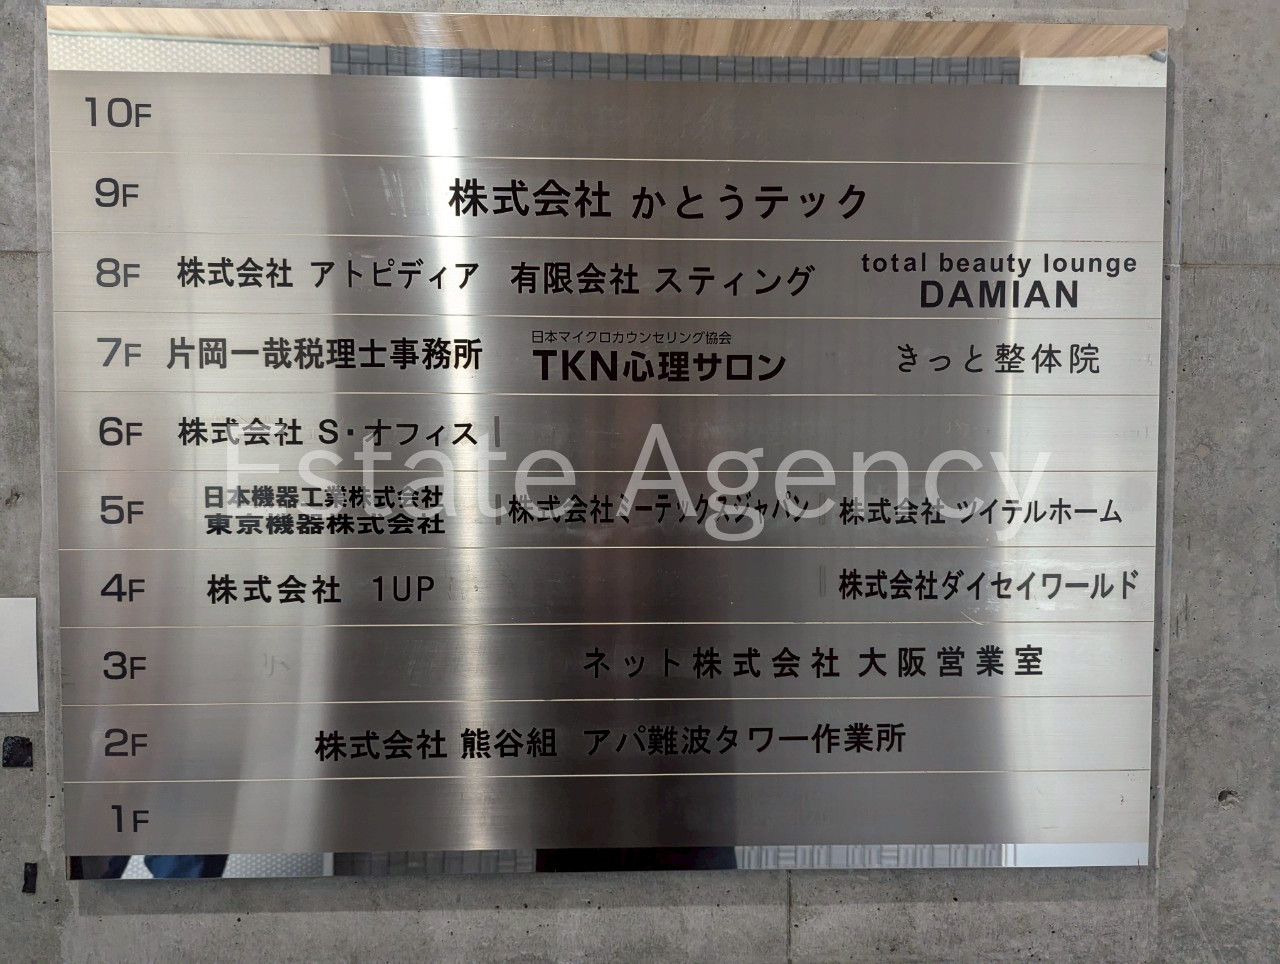 10F
9F 株式会社 かとうテック
8F 株式会社 アトピディア 有限会社 スティング total beauty lounge
DAMIAN
7F 片岡一哉税理士事務所 日本マイクロカウンセリング協会
TKN心理サロン きっと整体院
6F 株式会社 S・オフィス
Estate Agency
5F 日本機器工業株式会社
東京機器株式会社 株式会社ミーテックスジャパン 株式会社 ツイテルホーム
4F 株式会社 1UP 株式会社ダイセイワールド
3F ネット株式会社 大阪営業室
2F 株式会社 熊谷組 アパ難波タワー作業所
1F